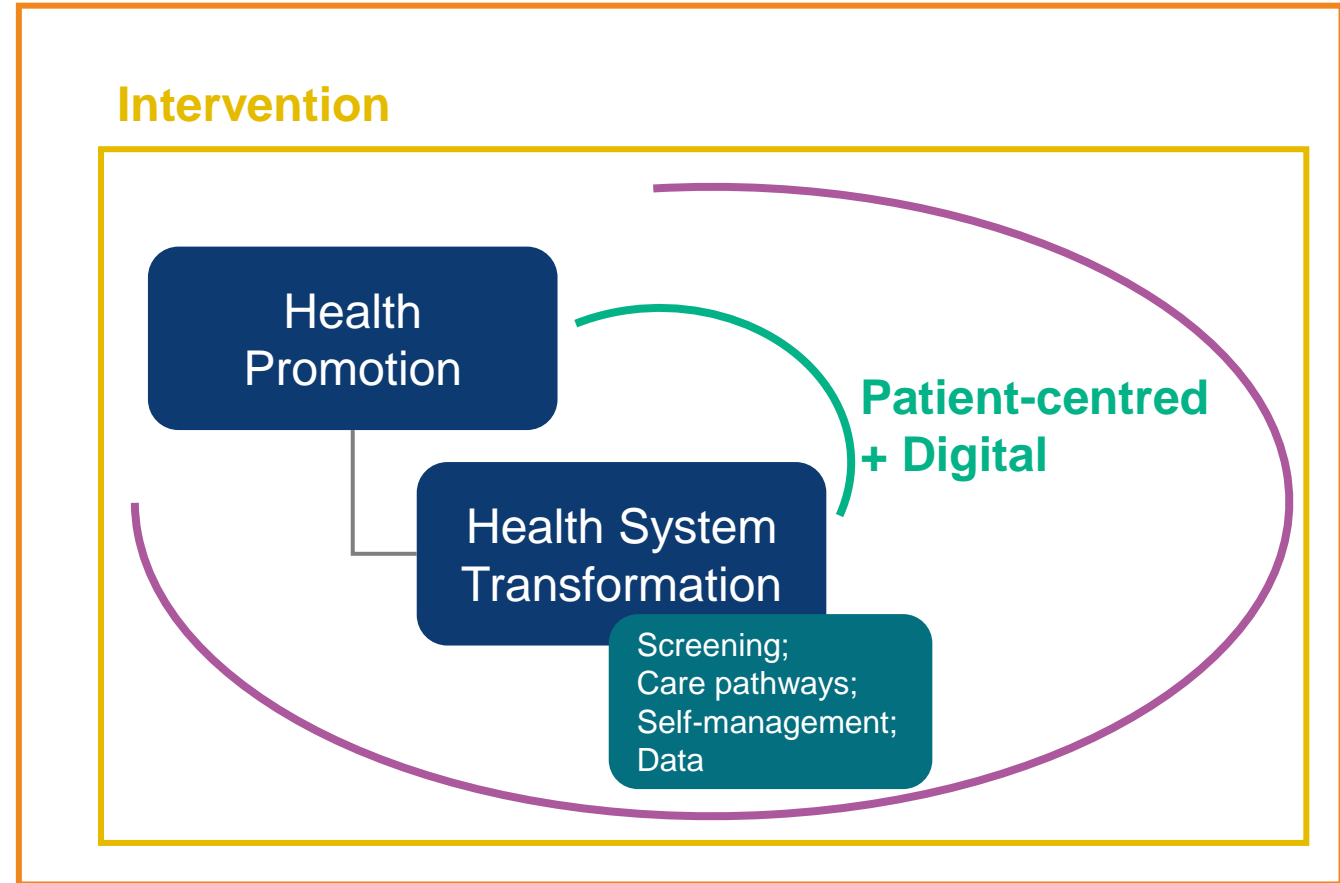 Intervention
Health
Promotion
Patient-centred
+ Digital
Health System
Transformation
Screening;
Care pathways;
Self-management;
Data